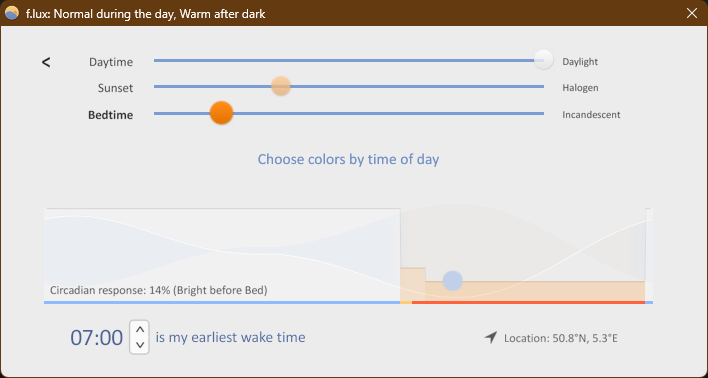 f.lux: Normal during the day, Warm after dark
< Daytime Daylight
Sunset Halogen
Bedtime Incandescent
Choose colors by time of day
Circadian response: 14% (Bright before Bed)
07:00 is my earliest wake time Location: 50.8°N, 5.3°E